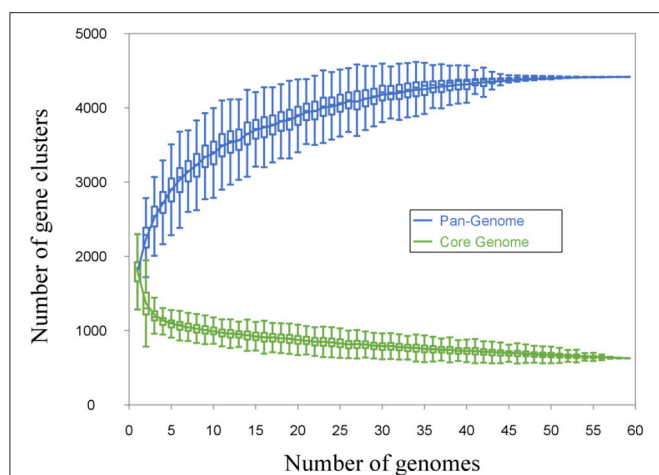 5000
4000
3000
2000
1000
0
Number of gene clusters
Pan-Genome
Core Genome
0 5 10 15 20 25 30 35 40 45 50 55 60
Number of genomes